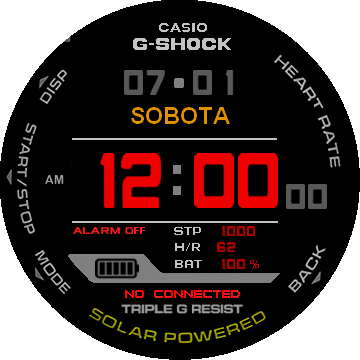 CASIO
G-SHOCK
DISP
HEART RATE
07-01
SOBOTA
START/STOP
AM
12:00 00
ALARM OFF
STP 1000
H/R 62
BAT 100 %
MODE
BACK
NO CONNECTED
TRIPLE G RESIST
SOLAR POWERED